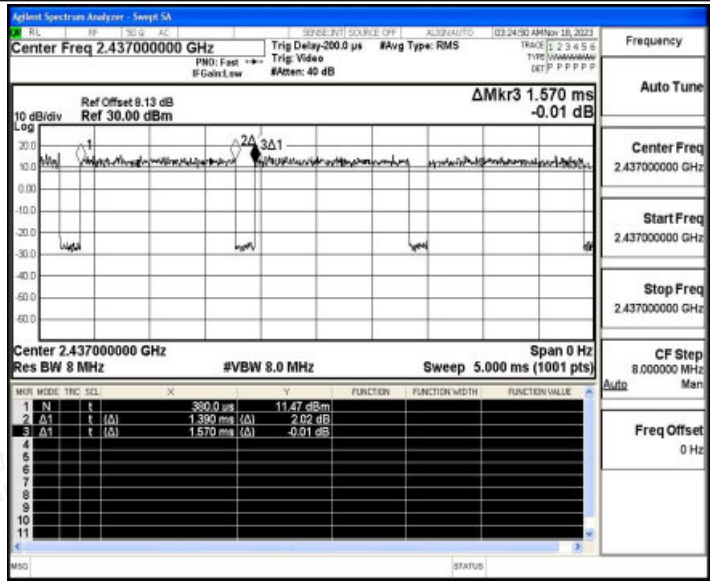 Agilent Spectrum Analyzer - Swept SA
RL RF 50 Ω AC SENSE:INT SOURCE OFF ALIGNAUTO 03:24:50 AM Nov 18, 2023
Center Freq 2.437000000 GHz
PNO: Fast
IFGain:Low
Trig Delay-200.0 µs
Trig: Video
#Atten: 40 dB
#Avg Type: RMS
TRACE 1 2 3 4 5 6
TYPE WWWWWW
DET P P P P P P
Frequency
Auto Tune
Ref Offset 8.13 dB
10 dB/div Ref 30.00 dBm
ΔMkr3 1.570 ms
-0.01 dB
Log
20.0
10.0
0.00
-10.0
-20.0
-30.0
-40.0
-50.0
-60.0
1
2Δ
3Δ1
Center Freq
2.437000000 GHz
Start Freq
2.437000000 GHz
Stop Freq
2.437000000 GHz
Center 2.437000000 GHz Span 0 Hz
Res BW 8 MHz #VBW 8.0 MHz Sweep 5.000 ms (1001 pts)
CF Step
8.000000 MHz
Auto Man
Freq Offset
0 Hz
MKR MODE TRC SCL X Y FUNCTION FUNCTION WIDTH FUNCTION VALUE
1 N t 380.0 µs 11.47 dBm
2 Δ1 t (Δ) 1.390 ms (Δ) 2.02 dB
3 Δ1 t (Δ) 1.570 ms (Δ) -0.01 dB
4
5
6
7
8
9
10
11
MSG STATUS